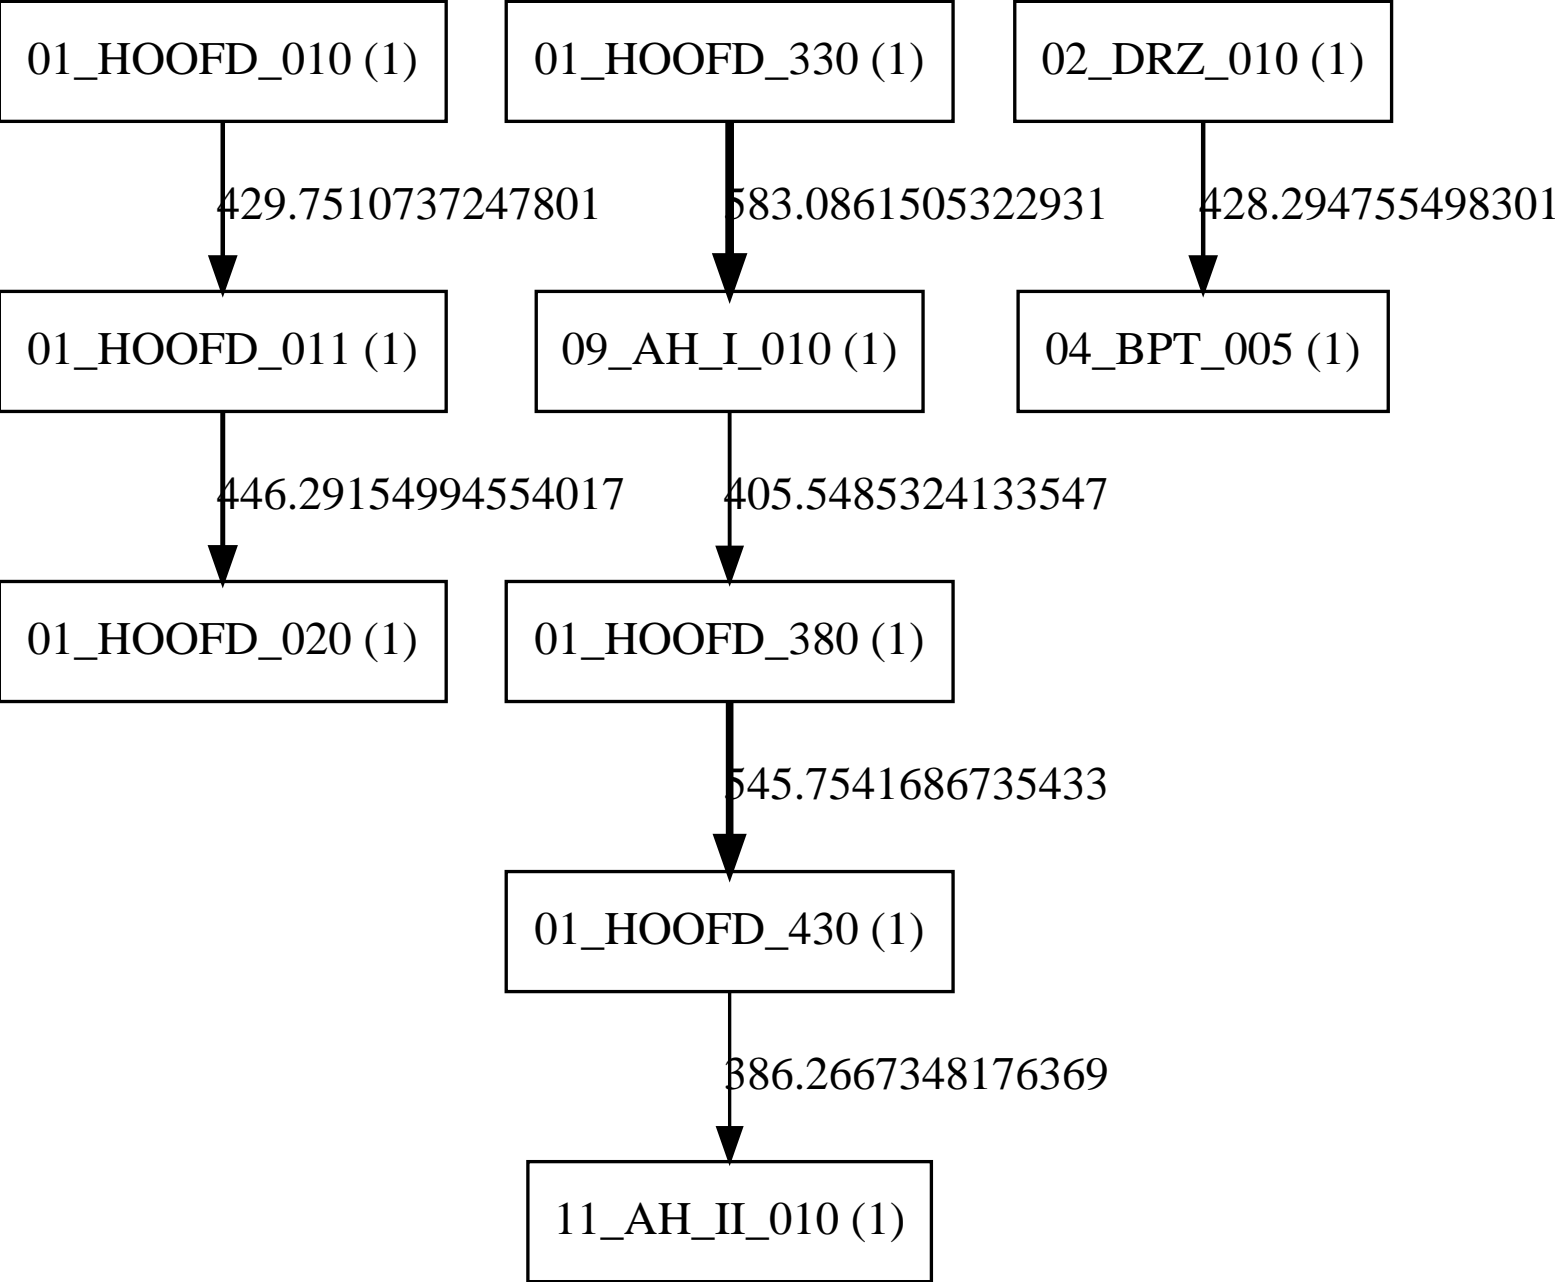 01_HOOFD_010 (1)
01_HOOFD_330 (1)
02_DRZ_010 (1)
429.7510737247801
583.0861505322931
428.294755498301
01_HOOFD_011 (1)
09_AH_I_010 (1)
04_BPT_005 (1)
446.29154994554017
405.5485324133547
01_HOOFD_020 (1)
01_HOOFD_380 (1)
545.7541686735433
01_HOOFD_430 (1)
386.2667348176369
11_AH_II_010 (1)